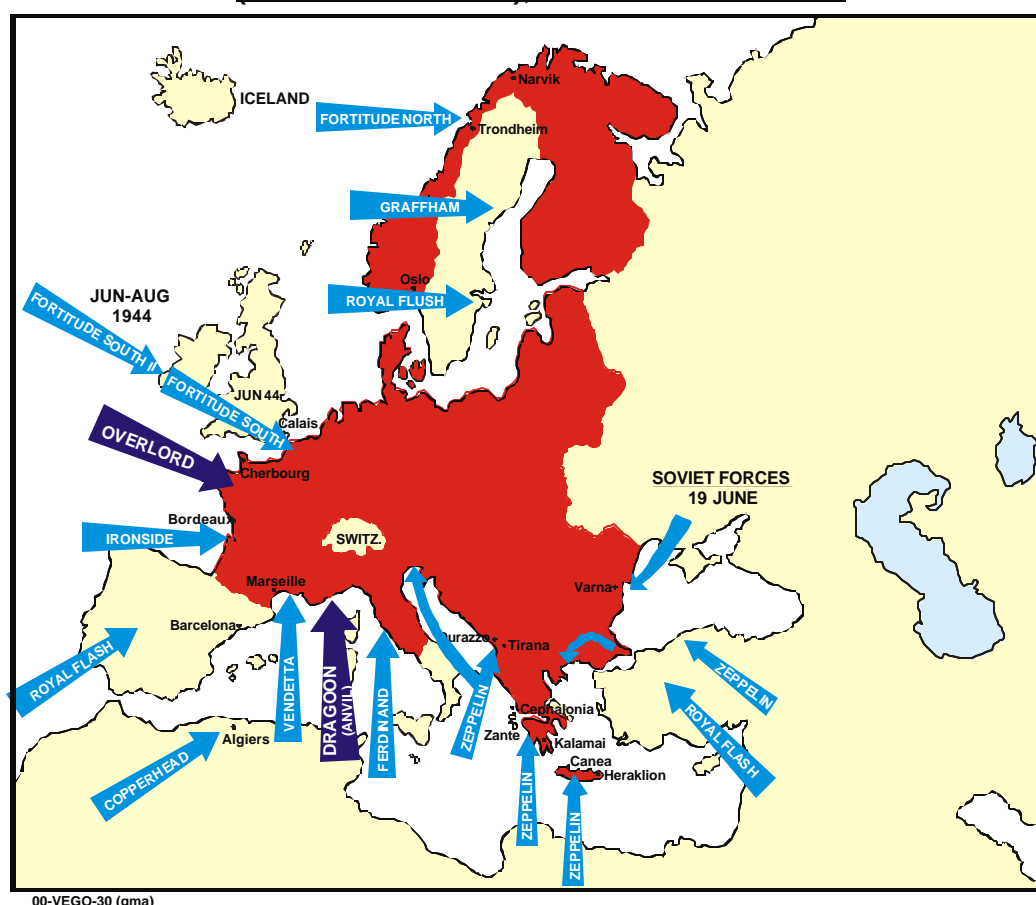 ICELAND
Narvik
FORTITUDE NORTH
Trondheim
GRAFFHAM
Oslo
ROYAL FLUSH
JUN-AUG
1944
FORTITUDE SOUTH II
FORTITUDE SOUTH
JUN 44
Calais
OVERLORD
Cherbourg
SOVIET FORCES
19 JUNE
Bordeaux
IRONSIDE
SWITZ.
Marseille
Varna
Barcelona
Durazzo
Tirana
ROYAL FLASH
VENDETTA
DRAGOON
(ANVIL)
FERDINAND
ZEPPELIN
ZEPPELIN
ROYAL FLASH
Cephalonia
Zante
Kalamai
Algiers
COPPERHEAD
Canea
Heraklion
ZEPPELIN
ZEPPELIN
00-VEGO-30 (gma)